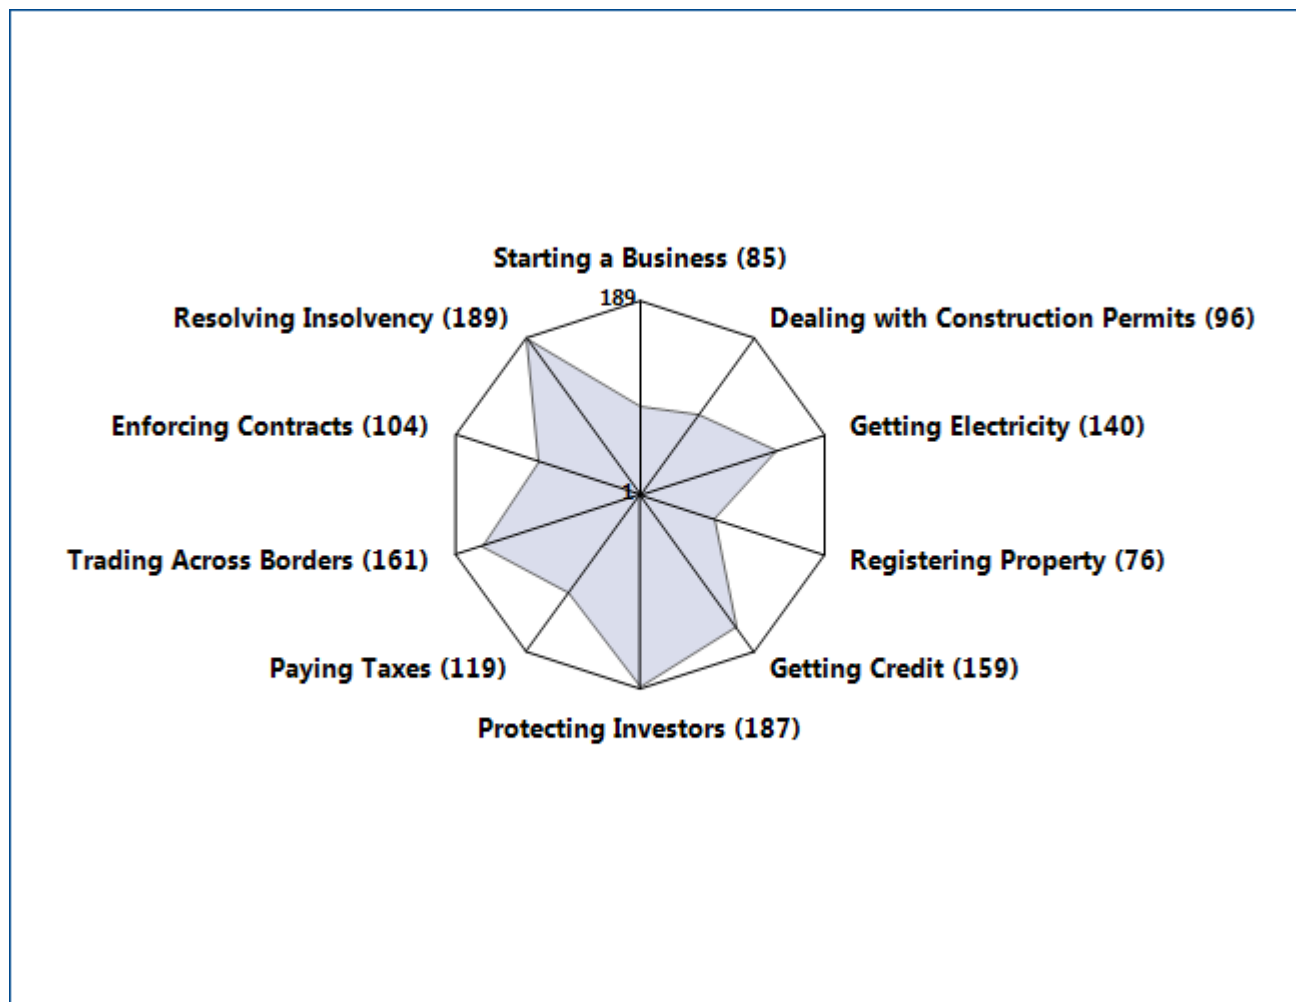 Starting a Business (85)
189
Resolving Insolvency (189)
Dealing with Construction Permits (96)
Enforcing Contracts (104)
Getting Electricity (140)
1
Trading Across Borders (161)
Registering Property (76)
Paying Taxes (119)
Getting Credit (159)
Protecting Investors (187)